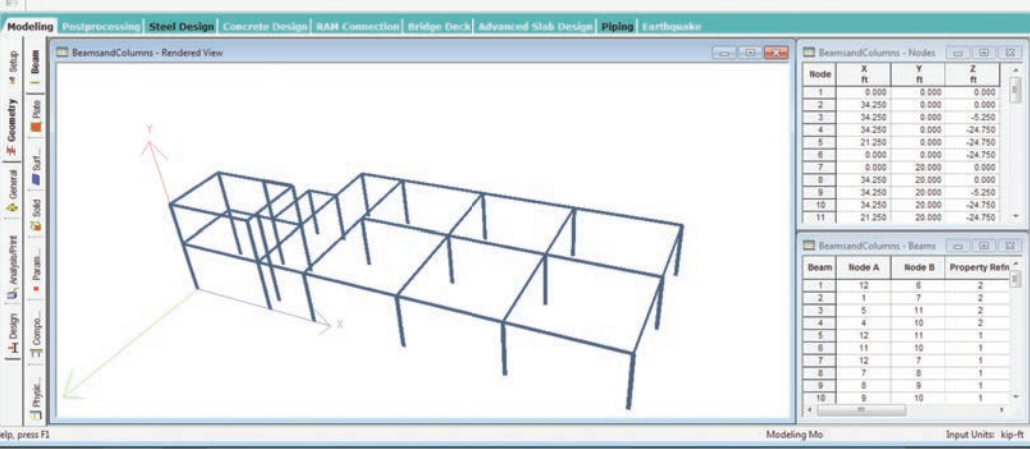 Modeling Postprocessing Steel Design Concrete Design RAM Connection Bridge Deck Advanced Slab Design Piping Earthquake
Setup
Geometry
General
Analysis/Print
Design
Beam
Plate
Surf...
Solid
Param...
Compo...
Physic...
BeamsandColumns - Rendered View
Y
X
BeamsandColumns - Nodes
Node X ft Y ft Z ft
1 0.000 0.000 0.000
2 34.250 0.000 0.000
3 34.250 0.000 -5.250
4 34.250 0.000 -24.750
5 21.250 0.000 -24.750
6 0.000 0.000 -24.750
7 0.000 20.000 0.000
8 34.250 20.000 0.000
9 34.250 20.000 -5.250
10 34.250 20.000 -24.750
11 21.250 20.000 -24.750
BeamsandColumns - Beams
Beam Node A Node B Property Refn
1 12 6 2
2 1 7 2
3 5 11 2
4 4 10 2
5 12 11 1
6 11 10 1
7 12 7 1
8 7 8 1
9 8 9 1
10 9 10 1
elp, press F1
Modeling Mo
Input Units: kip-ft